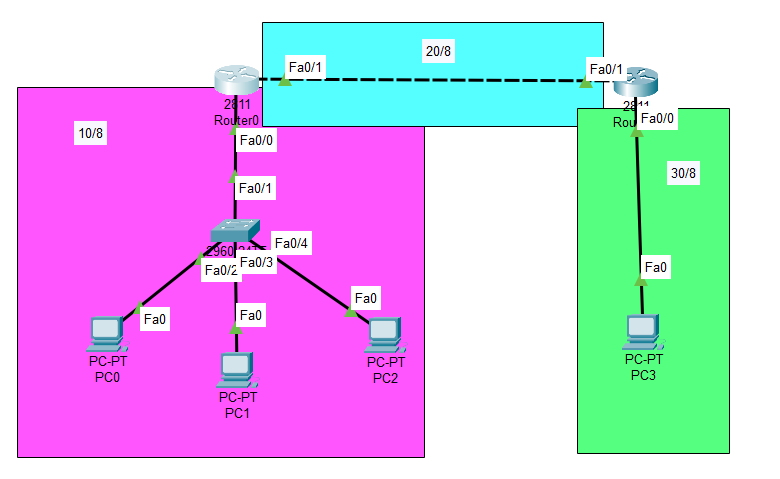 20/8
Fa0/1
Fa0/1
2811
Router0
2811
Fa0/0
10/8
Fa0/0
30/8
Fa0/1
Fa0/4
Fa0/3
Fa0/2
Fa0
Fa0
Fa0
Fa0
PC-PT
PC0
PC-PT
PC1
PC-PT
PC2
PC-PT
PC3